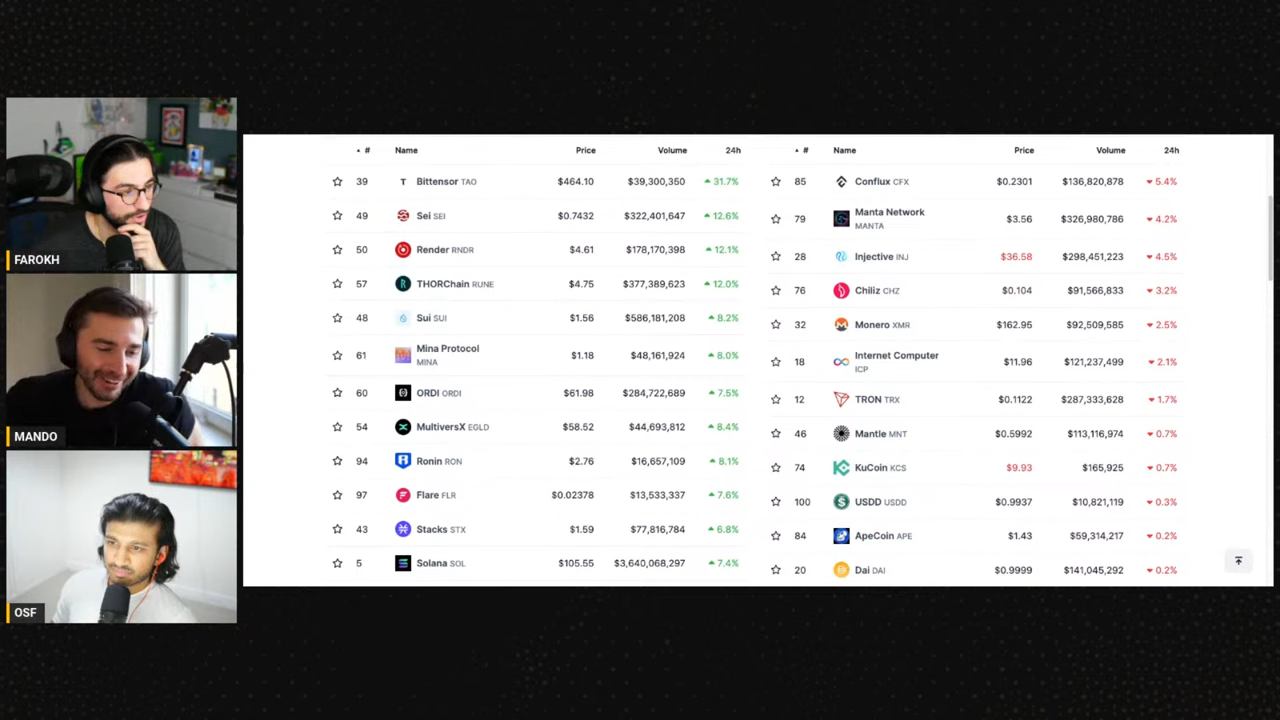 FAROKH
MANDO
OSF
# Name Price Volume 24h
39 T Bittensor TAO $464.10 $39,300,350 31.7%
49 Sei SEI $0.7432 $322,401,647 12.6%
50 Render RNDR $4.61 $178,170,398 12.1%
57 THORChain RUNE $4.75 $377,389,623 12.0%
48 Sui SUI $1.56 $586,181,208 8.2%
61 Mina Protocol $1.18 $48,161,924 8.0%
MINA
60 ORDI ORDI $61.98 $284,722,689 7.5%
54 MultiversX EGLD $58.52 $44,693,812 8.4%
94 Ronin RON $2.76 $16,657,109 8.1%
97 Flare FLR $0.02378 $13,533,337 7.6%
43 Stacks STX $1.59 $77,816,784 6.8%
5 Solana SOL $105.55 $3,640,068,297 7.4%
# Name Price Volume 24h
85 Conflux CFX $0.2301 $136,820,878 5.4%
79 Manta Network $3.56 $326,980,786 4.2%
MANTA
28 Injective INJ $36.58 $298,451,223 4.5%
76 Chiliz CHZ $0.104 $91,566,833 3.2%
32 Monero XMR $162.95 $92,509,585 2.5%
18 Internet Computer $11.96 $121,237,499 2.1%
ICP
12 TRON TRX $0.1122 $287,333,628 1.7%
46 Mantle MNT $0.5992 $113,116,974 0.7%
74 KuCoin KCS $9.93 $165,925 0.7%
100 USDD USDD $0.9937 $10,821,119 0.3%
84 ApeCoin APE $1.43 $59,314,217 0.2%
20 Dai DAI $0.9999 $141,045,292 0.2%